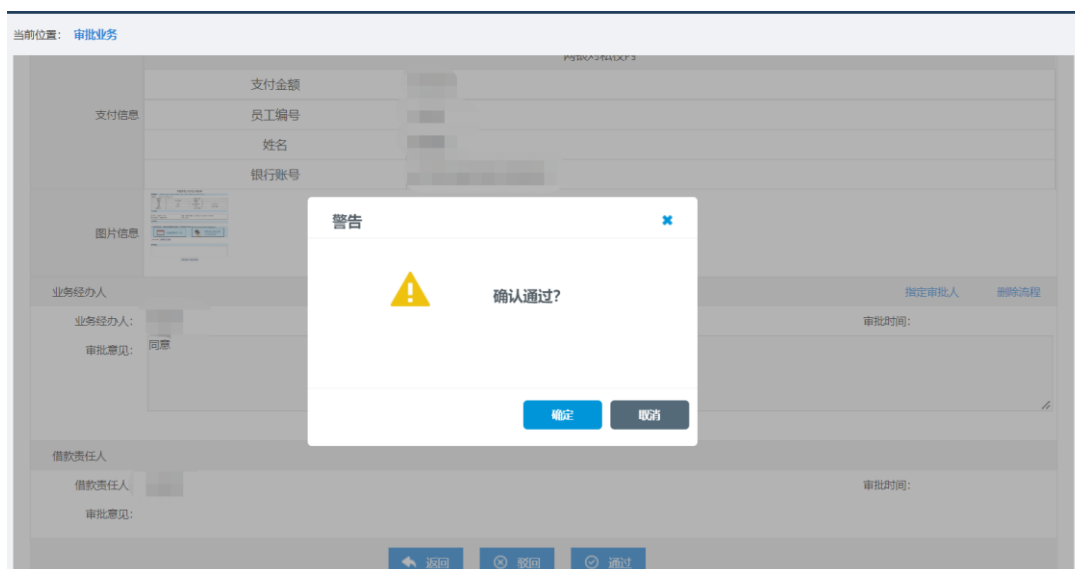 当前位置： 审批业务
支付信息
支付金额
员工编号
姓名
银行账号
图片信息
警告
确认通过？
确定 取消
业务经办人 指定审批人 删除流程
业务经办人： 审批时间：
审批意见： 同意
借款责任人
借款责任人 审批时间：
审批意见：
返回 驳回 通过